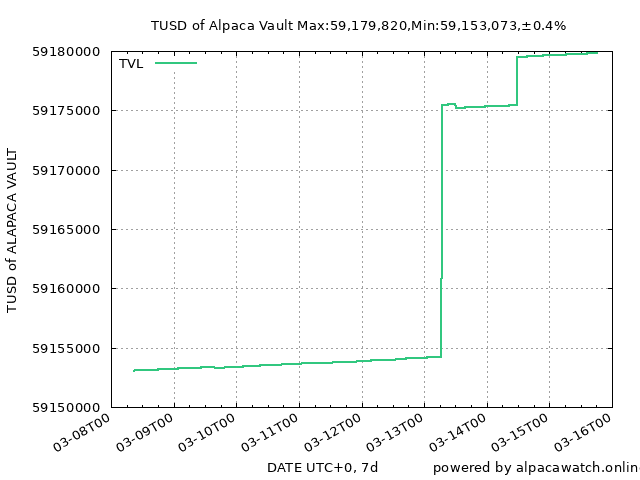 TUSD of Alpaca Vault Max:59,179,820,Min:59,153,073,±0.4%
59180000
TVL
59175000
59170000
59165000
59160000
59155000
59150000
TUSD of ALAPACA VAULT
03-08T00
03-09T00
03-10T00
03-11T00
03-12T00
03-13T00
03-14T00
03-15T00
03-16T00
DATE UTC+0, 7d
powered by alpacawatch.onlin